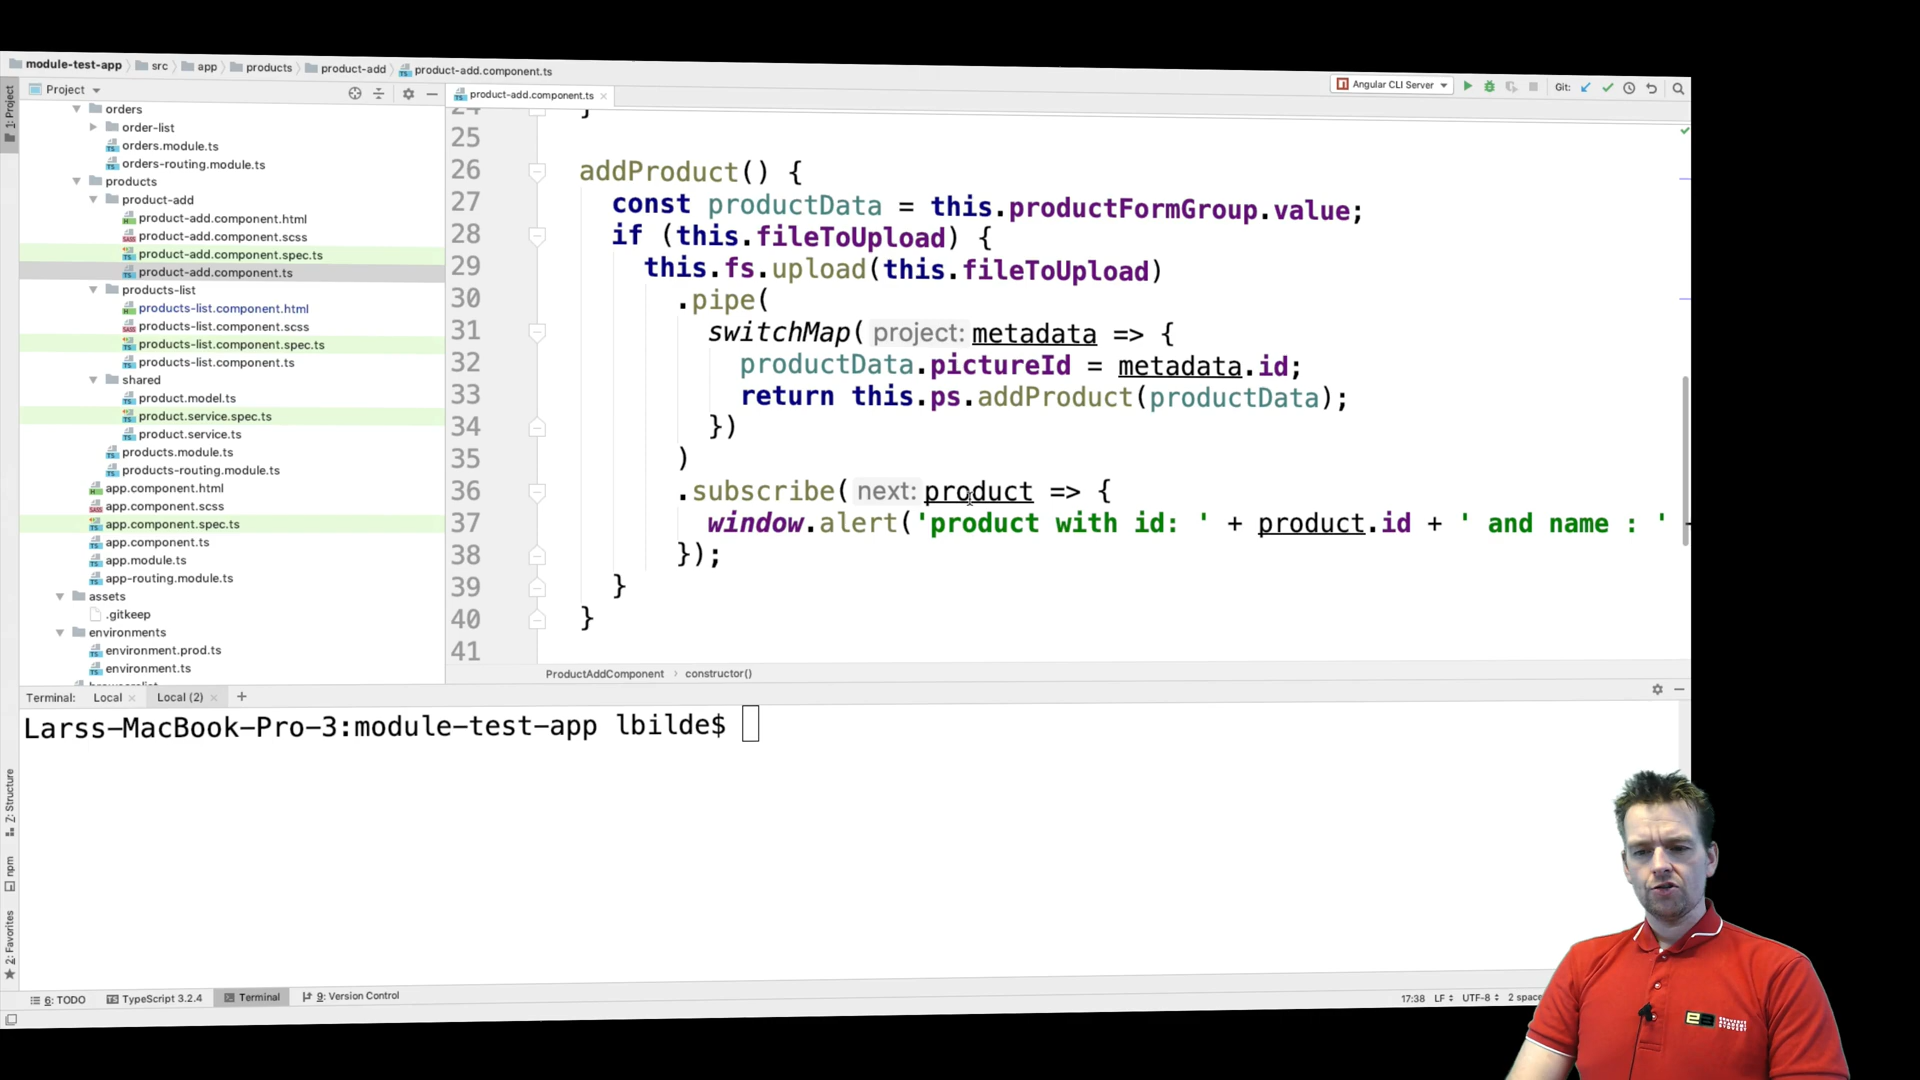 module-test-app src app products product-add product-add.component.ts
Angular CLI Server Git:
1: Project
Project
product-add.component.ts
orders
order-list
orders.module.ts
orders-routing.module.ts
products
product-add
product-add.component.html
product-add.component.scss
product-add.component.spec.ts
product-add.component.ts
products-list
products-list.component.html
products-list.component.scss
products-list.component.spec.ts
products-list.component.ts
shared
product.model.ts
product.service.spec.ts
product.service.ts
products.module.ts
products-routing.module.ts
app.component.html
app.component.scss
app.component.spec.ts
app.component.ts
app.module.ts
app-routing.module.ts
assets
.gitkeep
environments
environment.prod.ts
environment.ts
24 }
25
26 addProduct() {
27 const productData = this.productFormGroup.value;
28 if (this.fileToUpload) {
29 this.fs.upload(this.fileToUpload)
30 .pipe(
31 switchMap( project: metadata => {
32 productData.pictureId = metadata.id;
33 return this.ps.addProduct(productData);
34 })
35 )
36 .subscribe( next: product => {
37 window.alert('product with id: ' + product.id + ' and name : '
38 });
39 }
40 }
41
ProductAddComponent constructor()
Terminal: Local Local (2)
Larss-MacBook-Pro-3:module-test-app lbilde$
Z: Structure
npm
2: Favorites
6: TODO TypeScript 3.2.4 Terminal 9: Version Control
17:38 LF UTF-8 2 spac